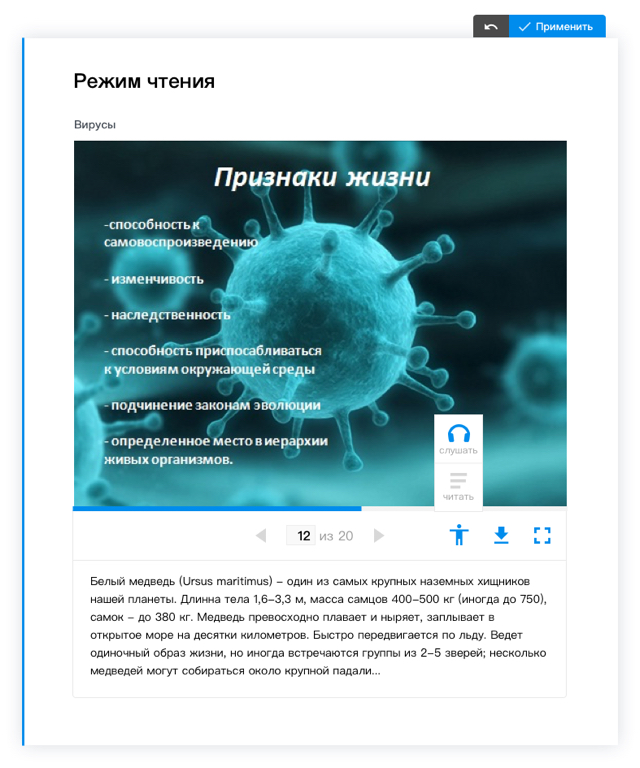 Применить
Режим чтения
Вирусы
Признаки жизни
-способность к
самовоспроизведению
- изменчивость
- наследственность
- способность приспосабливаться
к условиям окружающей среды
- подчинение законам эволюции
- определенное место в иерархии
живых организмов.
слушать
читать
12 из 20
Белый медведь (Ursus maritimus) – один из самых крупных наземных хищников
нашей планеты. Длинна тела 1,6–3,3 м, масса самцов 400–500 кг (иногда до 750),
самок – до 380 кг. Медведь превосходно плавает и ныряет, заплывает в
открытое море на десятки километров. Быстро передвигается по льду. Ведет
одиночный образ жизни, но иногда встречаются группы из 2–5 зверей; несколько
медведей могут собираться около крупной падали...